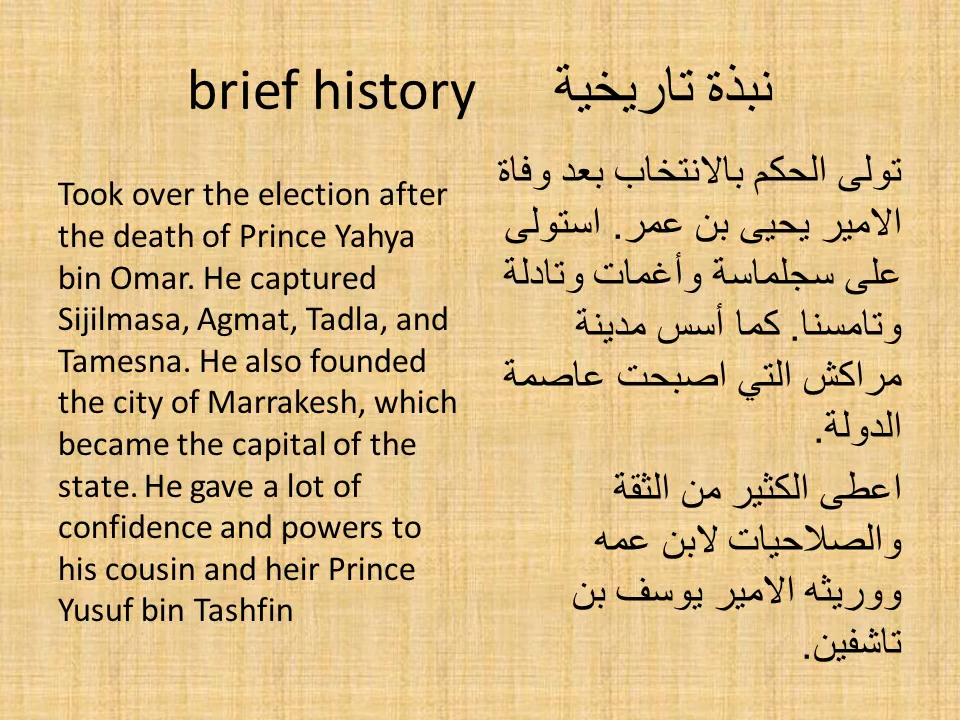 brief history نبذة تاريخية
Took over the election after
the death of Prince Yahya
bin Omar. He captured
Sijilmasa, Agmat, Tadla, and
Tamesna. He also founded
the city of Marrakesh, which
became the capital of the
state. He gave a lot of
confidence and powers to
his cousin and heir Prince
Yusuf bin Tashfin
تولى الحكم بالانتخاب بعد وفاة
الامير يحيى بن عمر. استولى
على سجلماسة وأغمات وتادلة
وتامسنا. كما أسس مدينة
مراكش التي اصبحت عاصمة
الدولة.
اعطى الكثير من الثقة
والصلاحيات لابن عمه
ووريثه الامير يوسف بن
تاشفين.